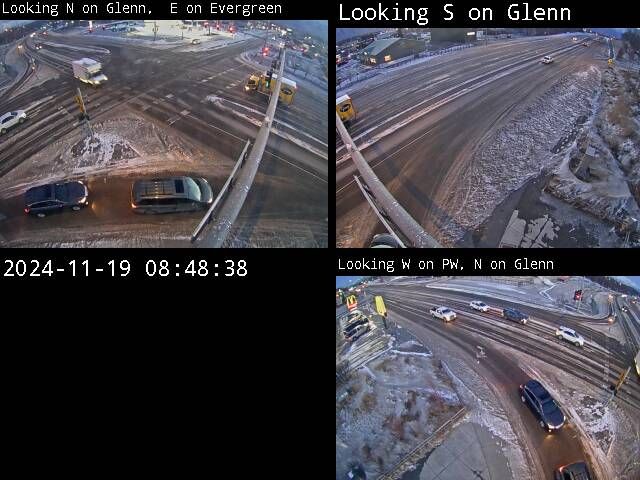 Looking N on Glenn,  E on Evergreen
Looking S on Glenn
2024-11-19 08:48:38
Looking W on PW, N on Glenn